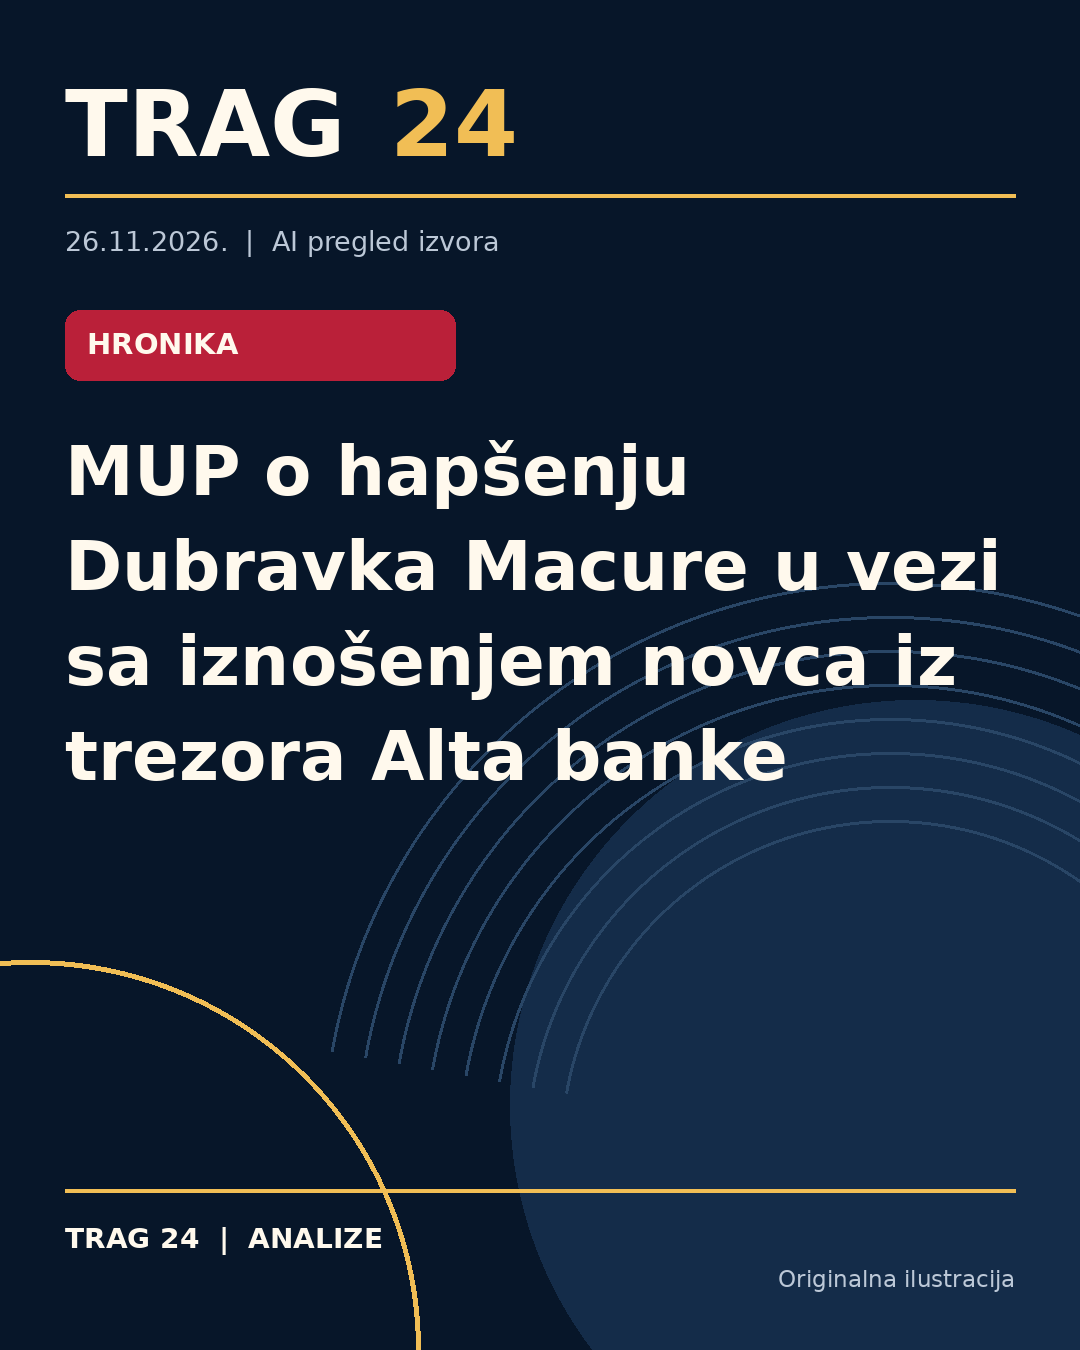 TRAG 24
26.11.2026. | AI pregled izvora
HRONIKA
MUP o hapšenju
Dubravka Macure u vezi
sa iznošenjem novca iz
trezora Alta banke
TRAG 24 | ANALIZE
Originalna ilustracija